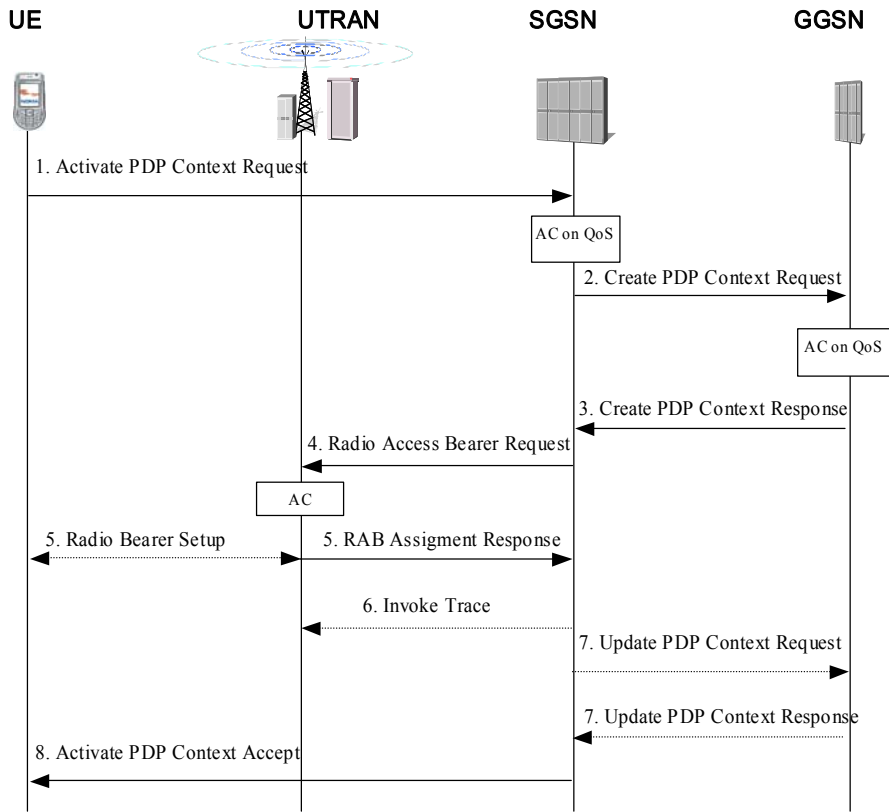 UE
UTRAN
SGSN
GGSN
1. Activate PDP Context Request
AC on QoS
2. Create PDP Context Request
AC on QoS
3. Create PDP Context Response
4. Radio Access Bearer Request
AC
5. Radio Bearer Setup
5. RAB Assigment Response
6. Invoke Trace
7. Update PDP Context Request
7. Update PDP Context Response
8. Activate PDP Context Accept